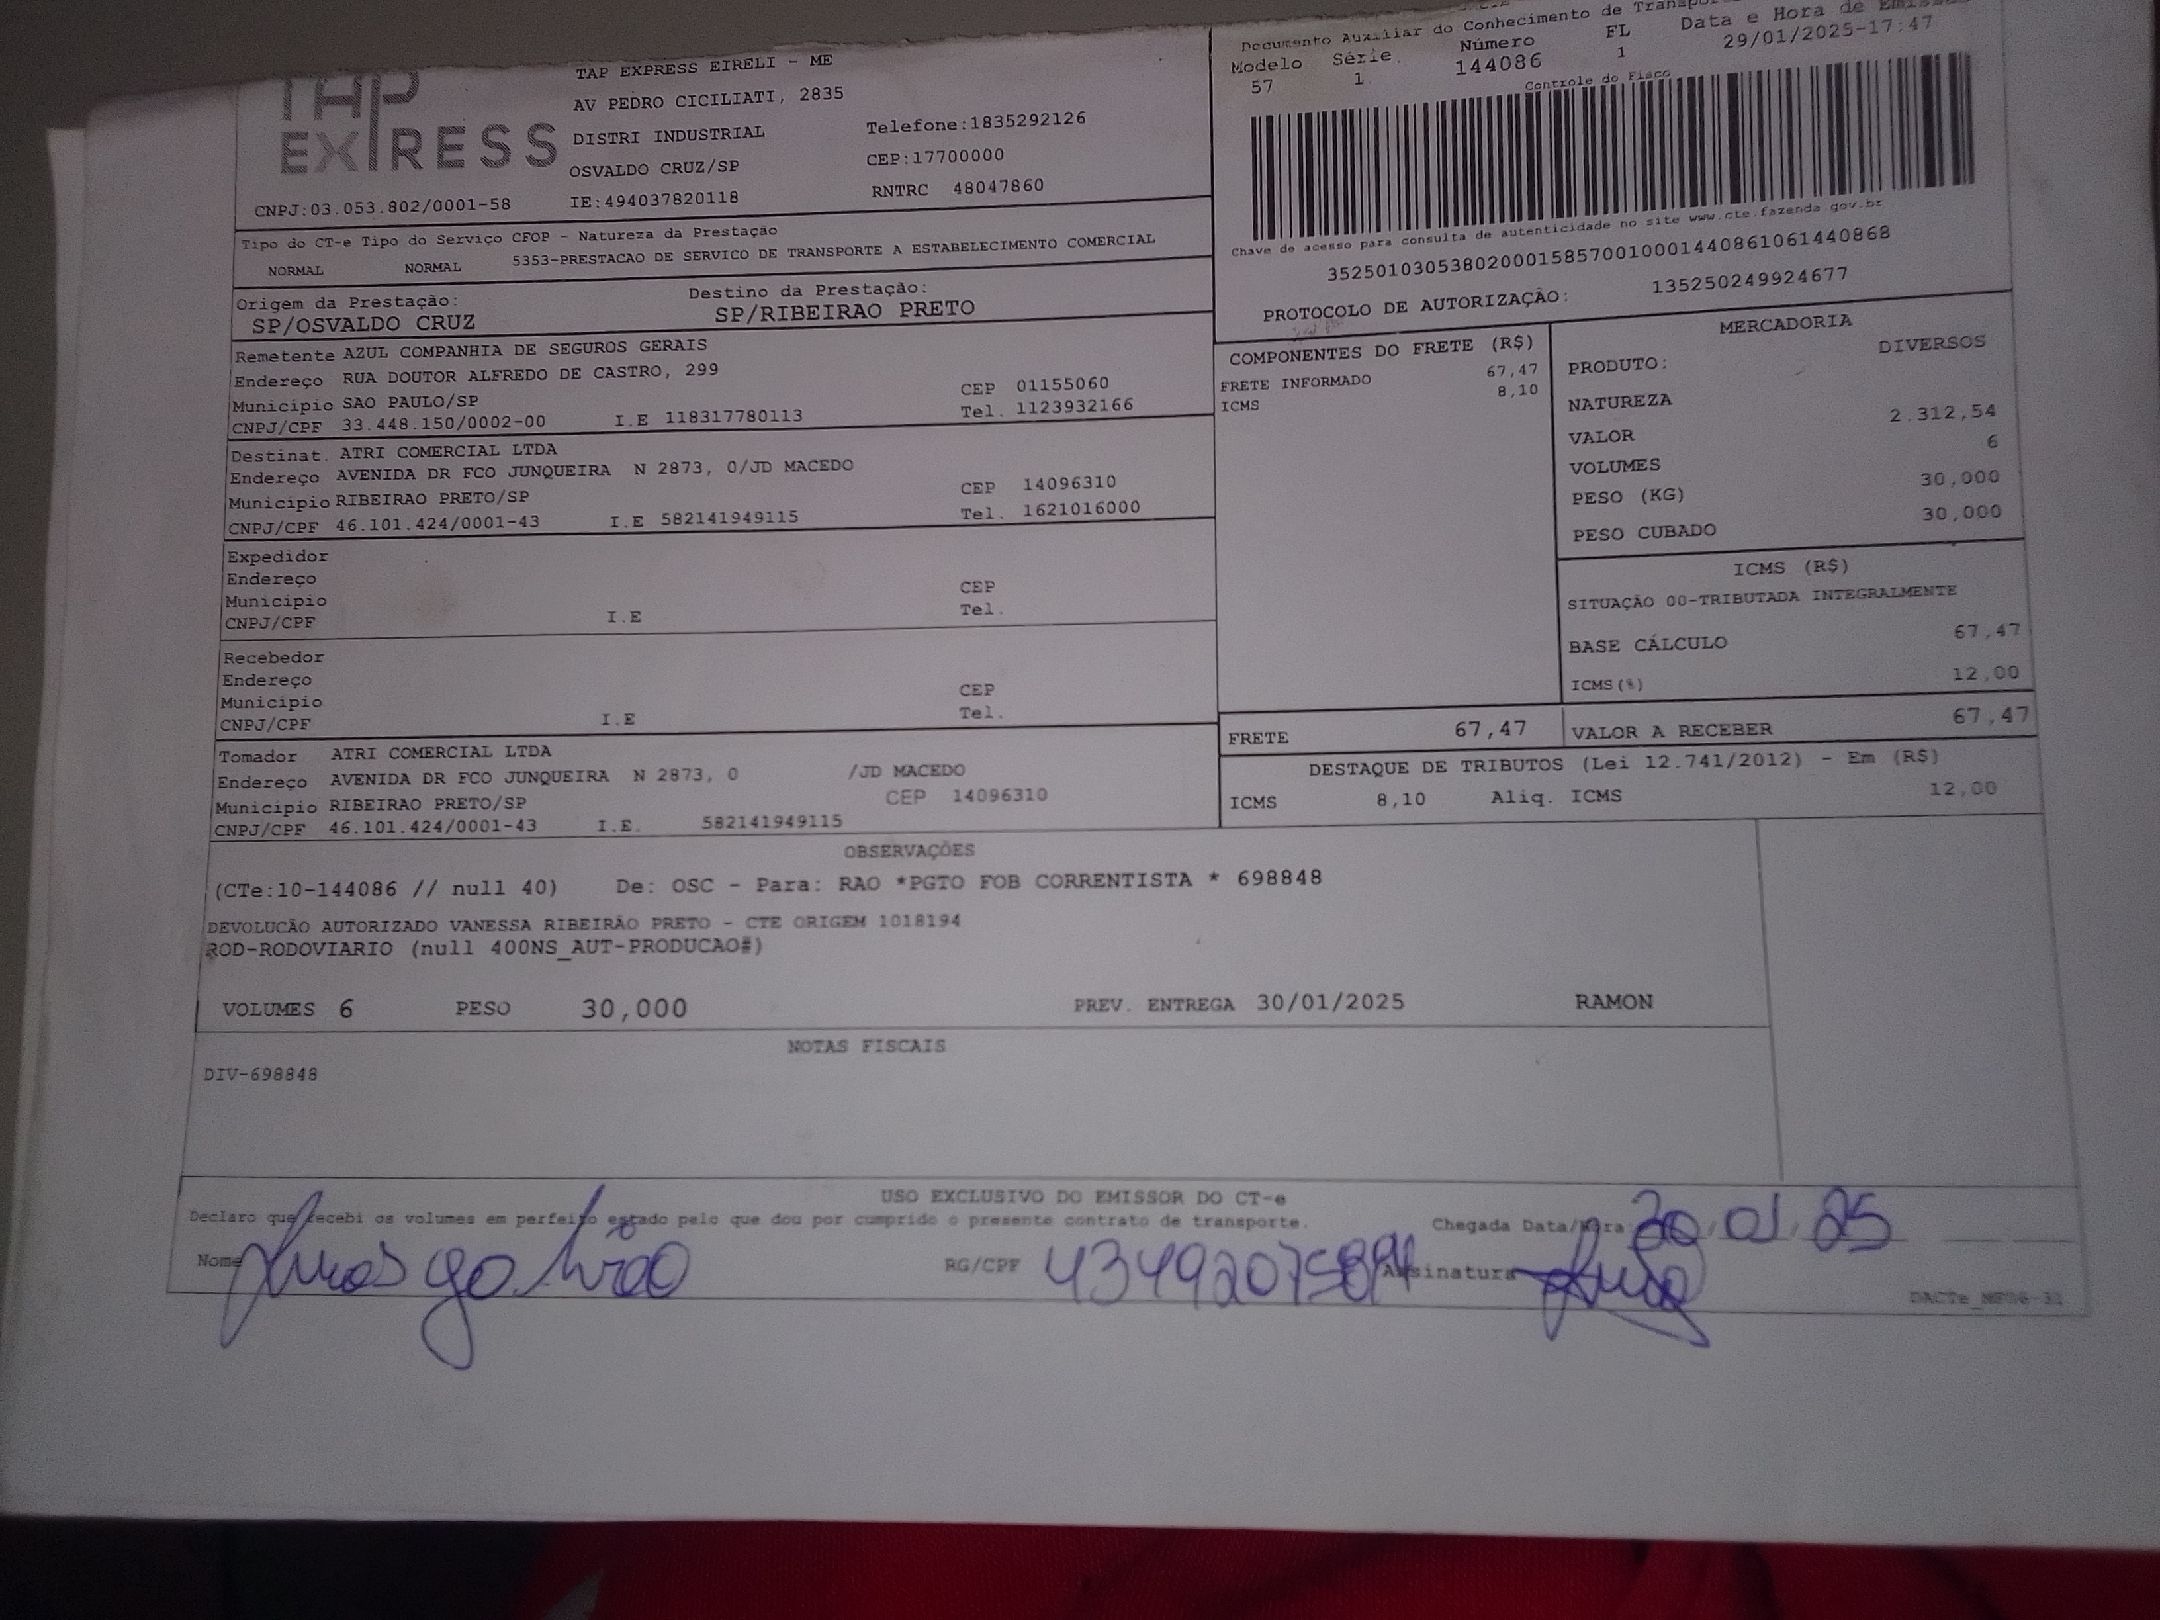 Documento Auxiliar do Conhecimento de
Modelo Série. Número FL Data e Hora de
57 1. 144086 1 29/01/2025-17:47
Controle do Fisco
TAP EXPRESS
TAP EXPRESS EIRELI - ME
AV PEDRO CICILIATI, 2835
DISTRI INDUSTRIAL Telefone:1835292126
OSVALDO CRUZ/SP CEP:17700000
CNPJ:03.053.802/0001-58 IE:494037820118 RNTRC 48047860
Chave de acesso para consulta de autenticidade no site www.cte.fazenda.gov.br
35250103053802000158570010001440861061440868
PROTOCOLO DE AUTORIZAÇÃO: 135250249924677
Tipo do CT-e Tipo do Serviço CFOP - Natureza da Prestação
NORMAL NORMAL 5353-PRESTACAO DE SERVICO DE TRANSPORTE A ESTABELECIMENTO COMERCIAL
Origem da Prestação: Destino da Prestação:
SP/OSVALDO CRUZ SP/RIBEIRAO PRETO
Remetente AZUL COMPANHIA DE SEGUROS GERAIS
Endereço RUA DOUTOR ALFREDO DE CASTRO, 299
Município SAO PAULO/SP CEP 01155060
CNPJ/CPF 33.448.150/0002-00 I.E 118317780113 Tel. 1123932166
Destinat. ATRI COMERCIAL LTDA
Endereço AVENIDA DR FCO JUNQUEIRA N 2873, 0/JD MACEDO
Município RIBEIRAO PRETO/SP CEP 14096310
CNPJ/CPF 46.101.424/0001-43 I.E 582141949115 Tel. 1621016000
Expedidor
Endereço
Município CEP
CNPJ/CPF I.E Tel.
Recebedor
Endereço
Município CEP
CNPJ/CPF I.E Tel.
Tomador ATRI COMERCIAL LTDA
Endereço AVENIDA DR FCO JUNQUEIRA N 2873, 0 /JD MACEDO
Município RIBEIRAO PRETO/SP CEP 14096310
CNPJ/CPF 46.101.424/0001-43 I.E. 582141949115
COMPONENTES DO FRETE (R$)
FRETE INFORMADO 67,47
ICMS 8,10
MERCADORIA
PRODUTO: DIVERSOS
NATUREZA
VALOR 2.312,54
VOLUMES 6
PESO (KG) 30,000
PESO CUBADO 30,000
ICMS (R$)
SITUAÇÃO 00-TRIBUTADA INTEGRALMENTE
BASE CÁLCULO 67,47
ICMS(%) 12,00
FRETE 67,47 VALOR A RECEBER 67,47
DESTAQUE DE TRIBUTOS (Lei 12.741/2012) - Em (R$)
ICMS 8,10 Aliq. ICMS 12,00
OBSERVAÇÕES
(CTe:10-144086 // null 40) De: OSC - Para: RAO *PGTO FOB CORRENTISTA * 698848
DEVOLUCÃO AUTORIZADO VANESSA RIBEIRÃO PRETO - CTE ORIGEM 1018194
ROD-RODOVIARIO (null 400NS_AUT-PRODUCAO#)
VOLUMES 6 PESO 30,000 PREV. ENTREGA 30/01/2025 RAMON
NOTAS FISCAIS
DIV-698848
USO EXCLUSIVO DO EMISSOR DO CT-e
Declaro que recebi os volumes em perfeito estado pelo que dou por cumprido o presente contrato de transporte. Chegada Data/Hora 30/01/25
Nome RG/CPF Assinatura